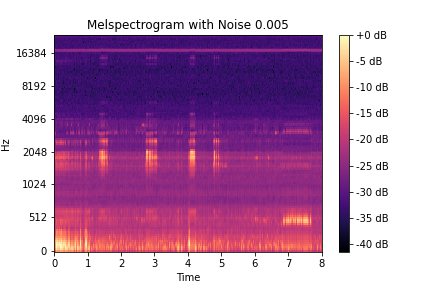 Melspectrogram with Noise 0.005
Hz
16384
8192
4096
2048
1024
512
0
0 1 2 3 4 5 6 7 8
Time
+0 dB
-5 dB
-10 dB
-15 dB
-20 dB
-25 dB
-30 dB
-35 dB
-40 dB